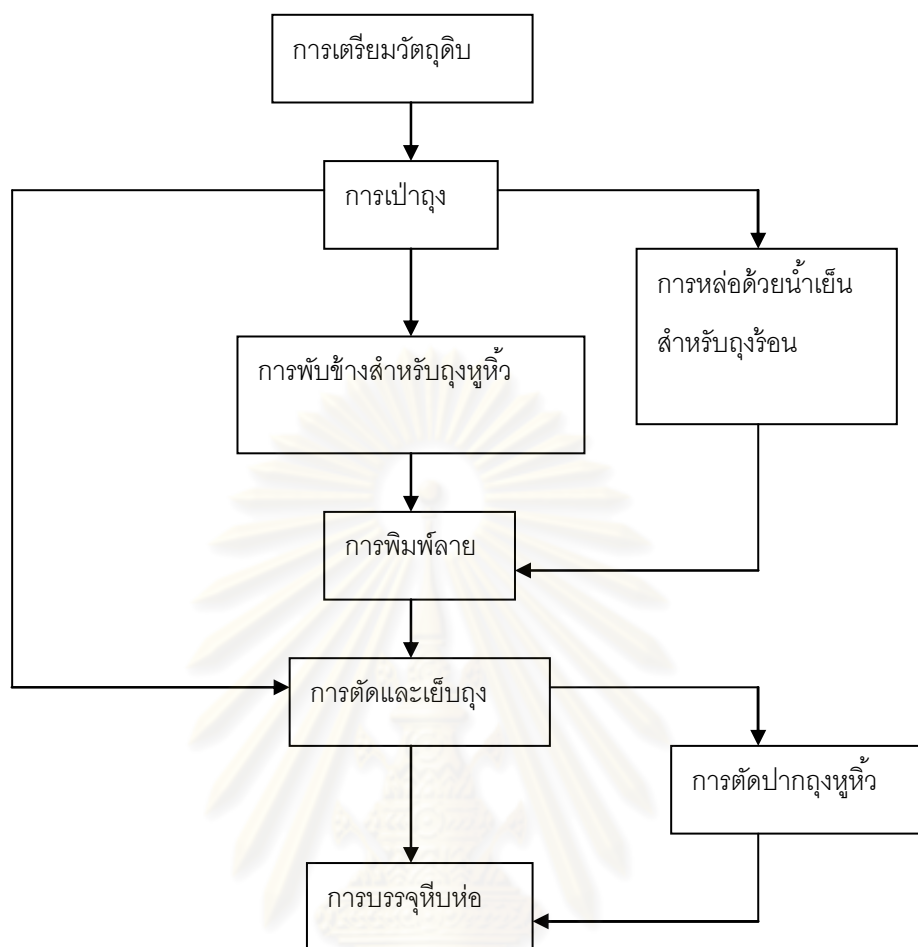 การเตรียมวัตถุดิบ
การเป่าถุง
การหล่อด้วยน้ำเย็น
สำหรับถุงร้อน
การพับข้างสำหรับถุงหูหิ้ว
การพิมพ์ลาย
การตัดและเย็บถุง
การตัดปากถุงหูหิ้ว
การบรรจุหีบห่อ